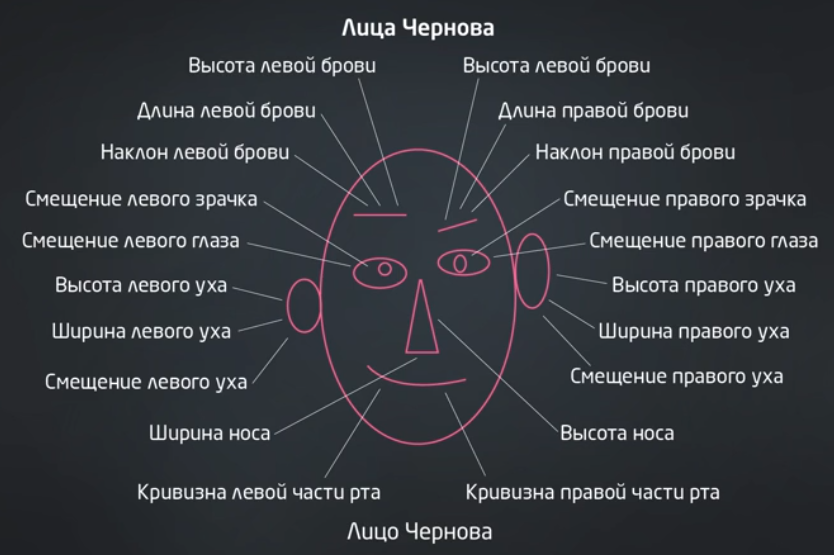 Лица Чернова
Высота левой брови
Высота левой брови
Длина левой брови
Длина правой брови
Наклон левой брови
Наклон правой брови
Смещение левого зрачка
Смещение правого зрачка
Смещение левого глаза
Смещение правого глаза
Высота левого уха
Высота правого уха
Ширина левого уха
Ширина правого уха
Смещение левого уха
Смещение правого уха
Ширина носа
Высота носа
Кривизна левой части рта
Кривизна правой части рта
Лицо Чернова